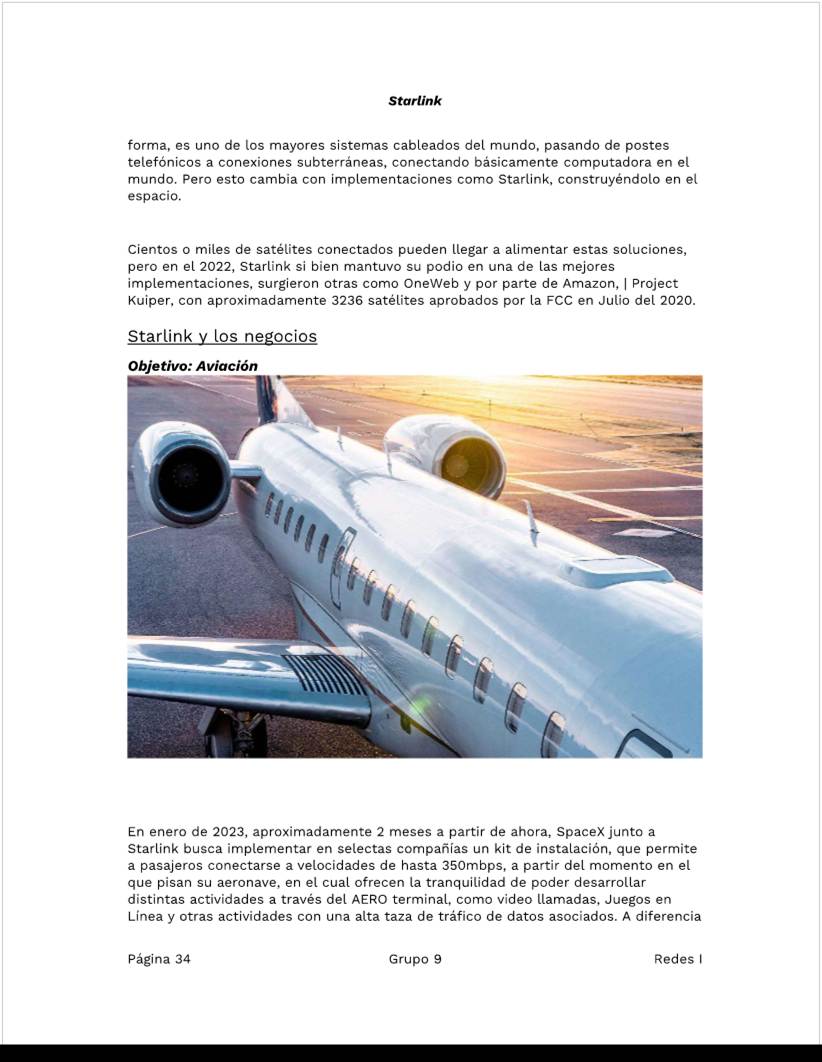 Starlink
forma, es uno de los mayores sistemas cableados del mundo, pasando de postes
telefónicos a conexiones subterráneas, conectando básicamente computadora en el
mundo. Pero esto cambia con implementaciones como Starlink, construyéndolo en el
espacio.
Cientos o miles de satélites conectados pueden llegar a alimentar estas soluciones,
pero en el 2022, Starlink si bien mantuvo su podio en una de las mejores
implementaciones, surgieron otras como OneWeb y por parte de Amazon, | Project
Kuiper, con aproximadamente 3236 satélites aprobados por la FCC en Julio del 2020.
Starlink y los negocios
Objetivo: Aviación
En enero de 2023, aproximadamente 2 meses a partir de ahora, SpaceX junto a
Starlink busca implementar en selectas compañías un kit de instalación, que permite
a pasajeros conectarse a velocidades de hasta 350mbps, a partir del momento en el
que pisan su aeronave, en el cual ofrecen la tranquilidad de poder desarrollar
distintas actividades a través del AERO terminal, como video llamadas, Juegos en
Línea y otras actividades con una alta taza de tráfico de datos asociados. A diferencia
Página 34 Grupo 9 Redes I